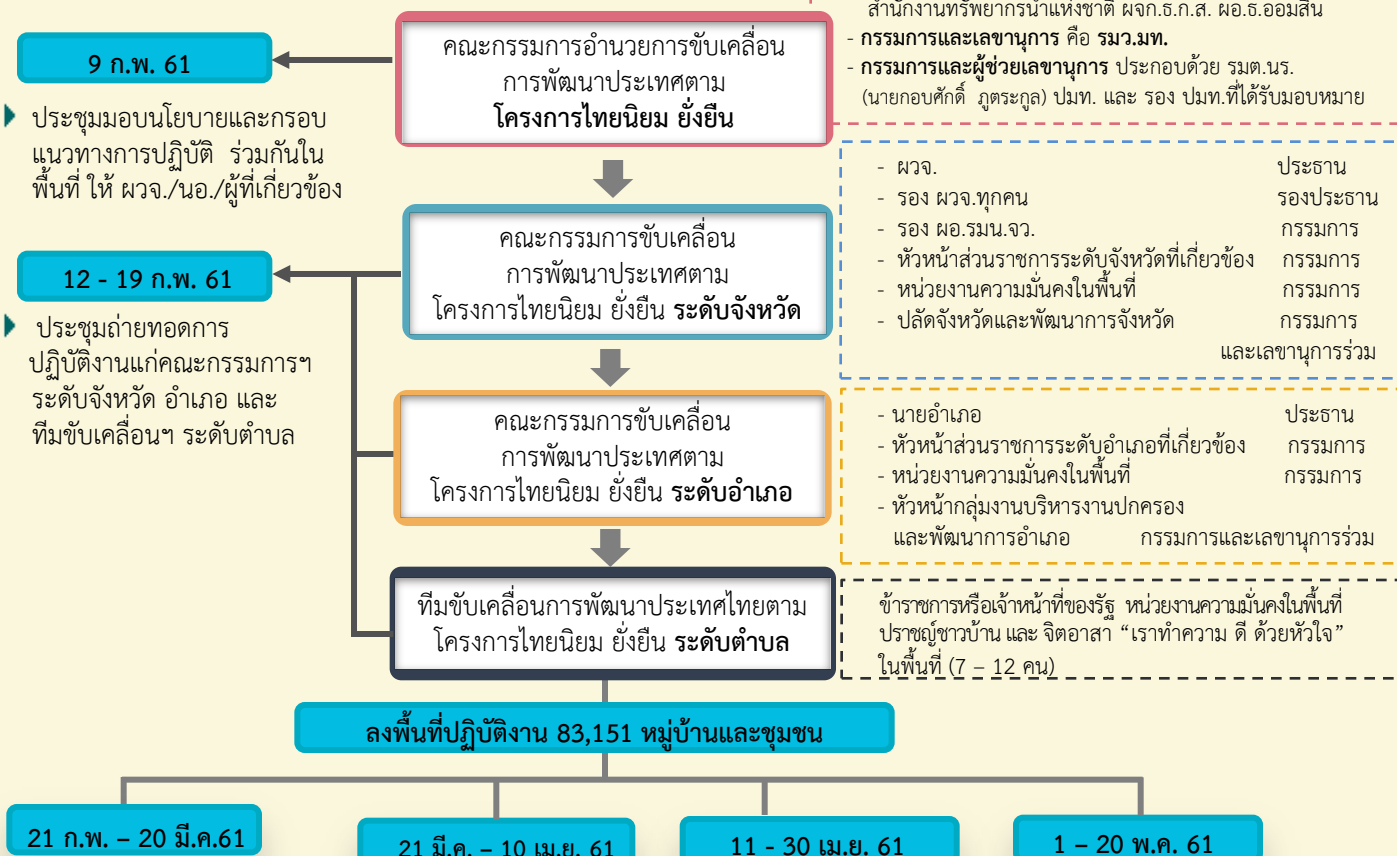 สำนักงานทรัพยากรน้ำแห่งชาติ ผจก.ธ.ก.ส. ผอ.ธ.ออมสิน
- กรรมการและเลขานุการ คือ รมว.มท.
- กรรมการและผู้ช่วยเลขานุการ ประกอบด้วย รมต.นร.
(นายกอบศักดิ์ ภูตระกูล) ปมท. และ รอง ปมท.ที่ได้รับมอบหมาย
คณะกรรมการอำนวยการขับเคลื่อน
การพัฒนาประเทศตาม
โครงการไทยนิยม ยั่งยืน
9 ก.พ. 61
ประชุมมอบนโยบายและกรอบ
แนวทางการปฏิบัติ ร่วมกันใน
พื้นที่ ให้ ผวจ./นอ./ผู้ที่เกี่ยวข้อง
คณะกรรมการขับเคลื่อน
การพัฒนาประเทศตาม
โครงการไทยนิยม ยั่งยืน ระดับจังหวัด
- ผวจ. ประธาน
- รอง ผวจ.ทุกคน รองประธาน
- รอง ผอ.รมน.จว. กรรมการ
- หัวหน้าส่วนราชการระดับจังหวัดที่เกี่ยวข้อง กรรมการ
- หน่วยงานความมั่นคงในพื้นที่ กรรมการ
- ปลัดจังหวัดและพัฒนาการจังหวัด กรรมการ
และเลขานุการร่วม
12 - 19 ก.พ. 61
ประชุมถ่ายทอดการ
ปฏิบัติงานแก่คณะกรรมการฯ
ระดับจังหวัด อำเภอ และ
ทีมขับเคลื่อนฯ ระดับตำบล
คณะกรรมการขับเคลื่อน
การพัฒนาประเทศตาม
โครงการไทยนิยม ยั่งยืน ระดับอำเภอ
- นายอำเภอ ประธาน
- หัวหน้าส่วนราชการระดับอำเภอที่เกี่ยวข้อง กรรมการ
- หน่วยงานความมั่นคงในพื้นที่ กรรมการ
- หัวหน้ากลุ่มงานบริหารงานปกครอง
และพัฒนาการอำเภอ กรรมการและเลขานุการร่วม
ทีมขับเคลื่อนการพัฒนาประเทศไทยตาม
โครงการไทยนิยม ยั่งยืน ระดับตำบล
ข้าราชการหรือเจ้าหน้าที่ของรัฐ หน่วยงานความมั่นคงในพื้นที่
ปราชญ์ชาวบ้าน และ จิตอาสา “เราทำความ ดี ด้วยหัวใจ”
ในพื้นที่ (7 – 12 คน)
ลงพื้นที่ปฏิบัติงาน 83,151 หมู่บ้านและชุมชน
21 ก.พ. – 20 มี.ค.61
21 มี.ค. – 10 เม.ย. 61
11 - 30 เม.ย. 61
1 – 20 พ.ค. 61